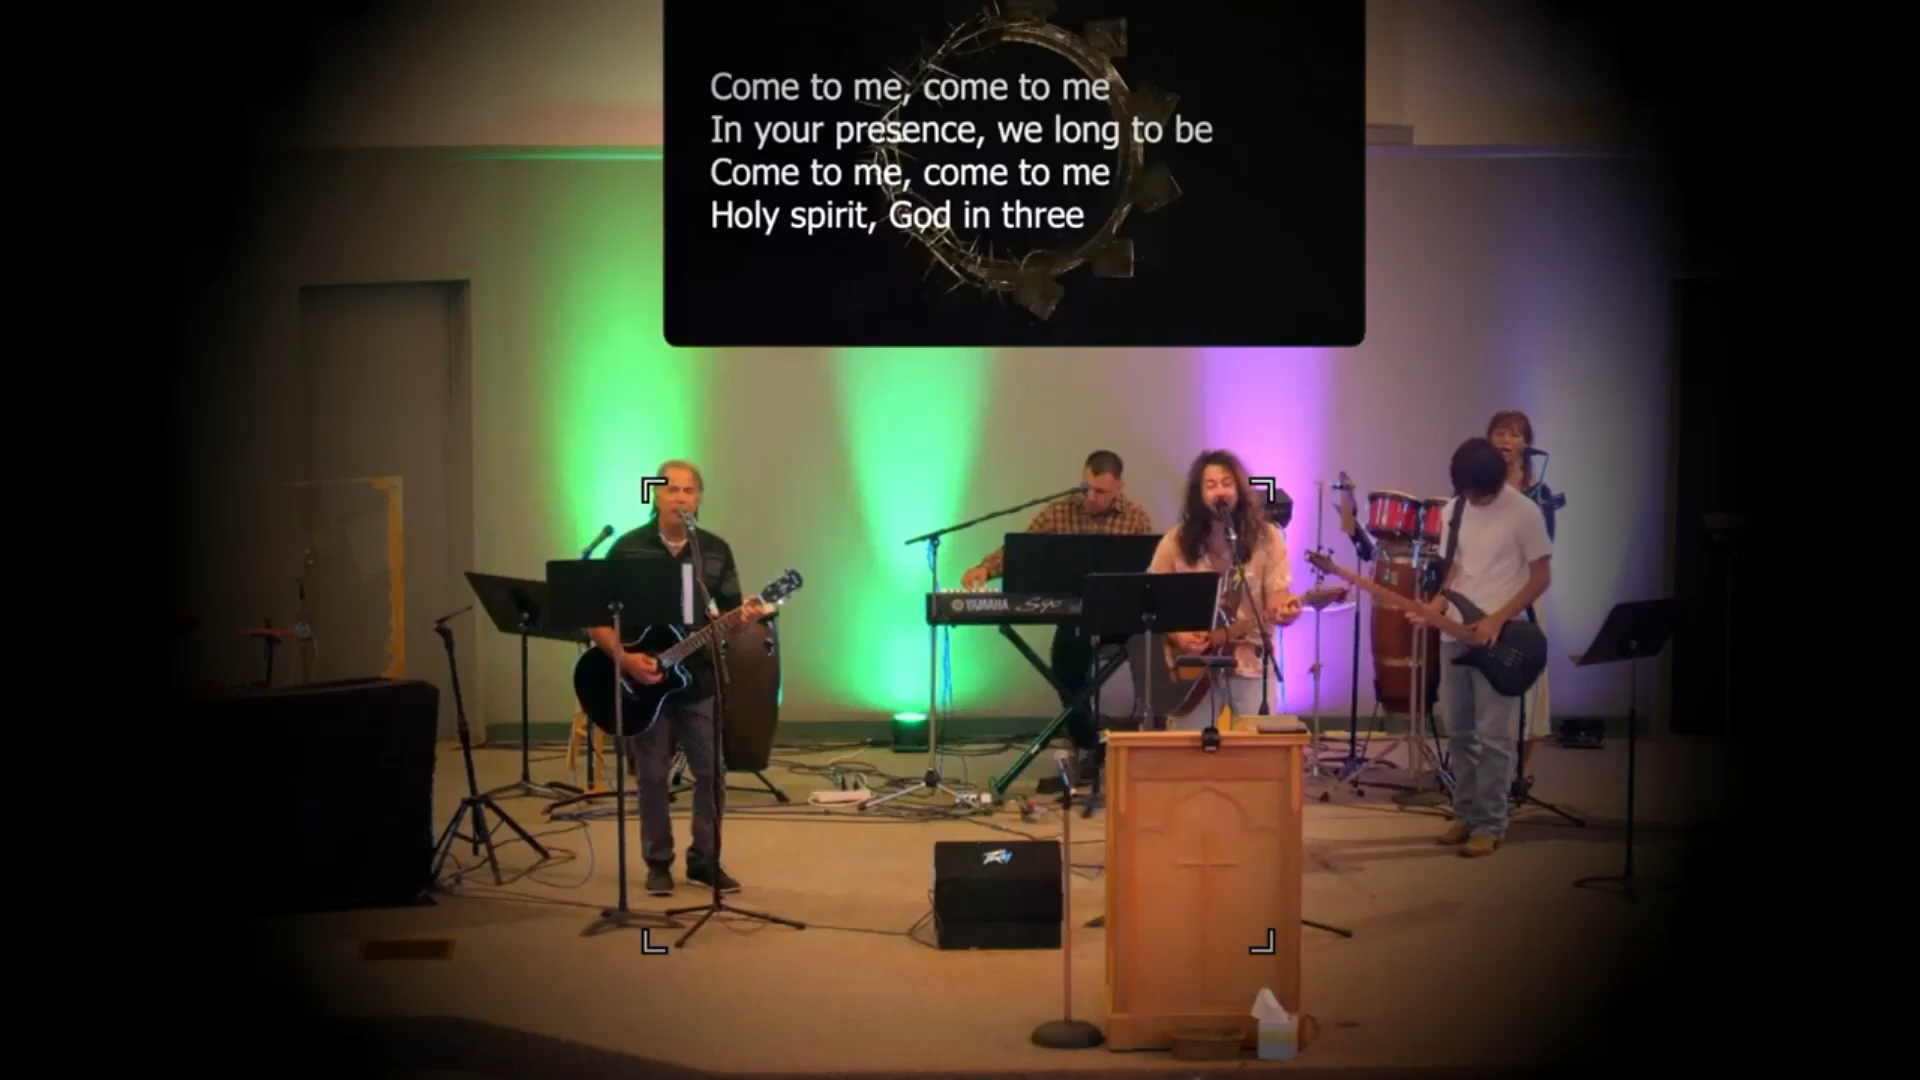 Come to me, come to me
In your presence, we long to be
Come to me, come to me
Holy spirit, God in three
YAMAHA S90